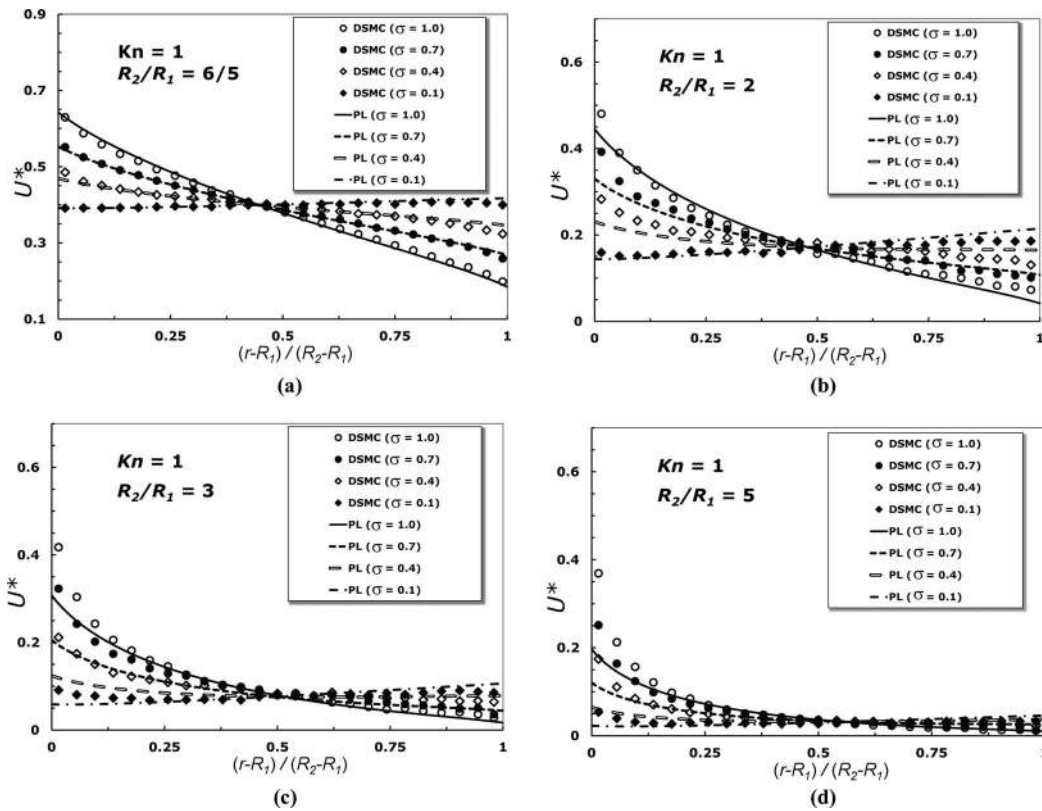 0.9
0.7
0.5
0.3
0.1
U*
Kn = 1
R₂/R₁ = 6/5
DSMC (σ = 1.0)
DSMC (σ = 0.7)
DSMC (σ = 0.4)
DSMC (σ = 0.1)
PL (σ = 1.0)
PL (σ = 0.7)
PL (σ = 0.4)
PL (σ = 0.1)
0 0.25 0.5 0.75 1
(r-R₁) / (R₂-R₁)
(a)
0.6
0.4
0.2
0
U*
Kn = 1
R₂/R₁ = 2
DSMC (σ = 1.0)
DSMC (σ = 0.7)
DSMC (σ = 0.4)
DSMC (σ = 0.1)
PL (σ = 1.0)
PL (σ = 0.7)
PL (σ = 0.4)
PL (σ = 0.1)
0 0.25 0.5 0.75 1
(r-R₁) / (R₂-R₁)
(b)
0.6
0.4
0.2
0
U*
Kn = 1
R₂/R₁ = 3
DSMC (σ = 1.0)
DSMC (σ = 0.7)
DSMC (σ = 0.4)
DSMC (σ = 0.1)
PL (σ = 1.0)
PL (σ = 0.7)
PL (σ = 0.4)
PL (σ = 0.1)
0 0.25 0.5 0.75 1
(r-R₁) / (R₂-R₁)
(c)
0.6
0.4
0.2
0
U*
Kn = 1
R₂/R₁ = 5
DSMC (σ = 1.0)
DSMC (σ = 0.7)
DSMC (σ = 0.4)
DSMC (σ = 0.1)
PL (σ = 1.0)
PL (σ = 0.7)
PL (σ = 0.4)
PL (σ = 0.1)
0 0.25 0.5 0.75 1
(r-R₁) / (R₂-R₁)
(d)